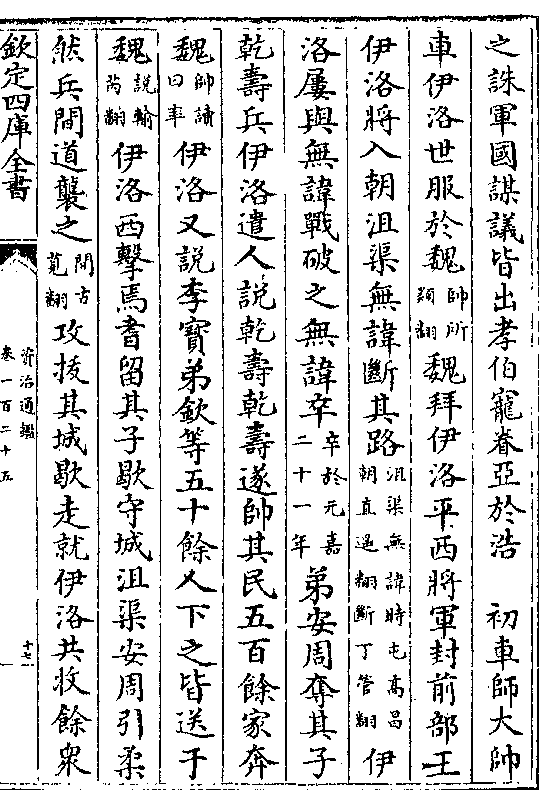 之誅軍國謀議皆出孝伯寵眷亞於浩　初車師大帥
車伊洛世服於魏帥所類翻魏拜伊洛平西將軍封前部王
伊洛將入朝沮渠無諱斷其路沮渠無諱時屯髙昌朝直遥翻斷丁管翻伊
洛屢與無諱戰破之無諱卒卒於元嘉二十一年弟安周奪其子
乾壽兵伊洛遣人說乾壽乾壽遂帥其民五百餘家奔
魏帥讀曰率伊洛又說李寶弟欽等五十餘人下之皆送于
魏說輸芮翻伊洛西擊焉耆留其子歇守城沮渠安周引柔
然兵間道襲之間古莧翻攻拔其城歇走就伊洛共收餘衆
欽定四庫全書
資治通鑑
卷一百二十五